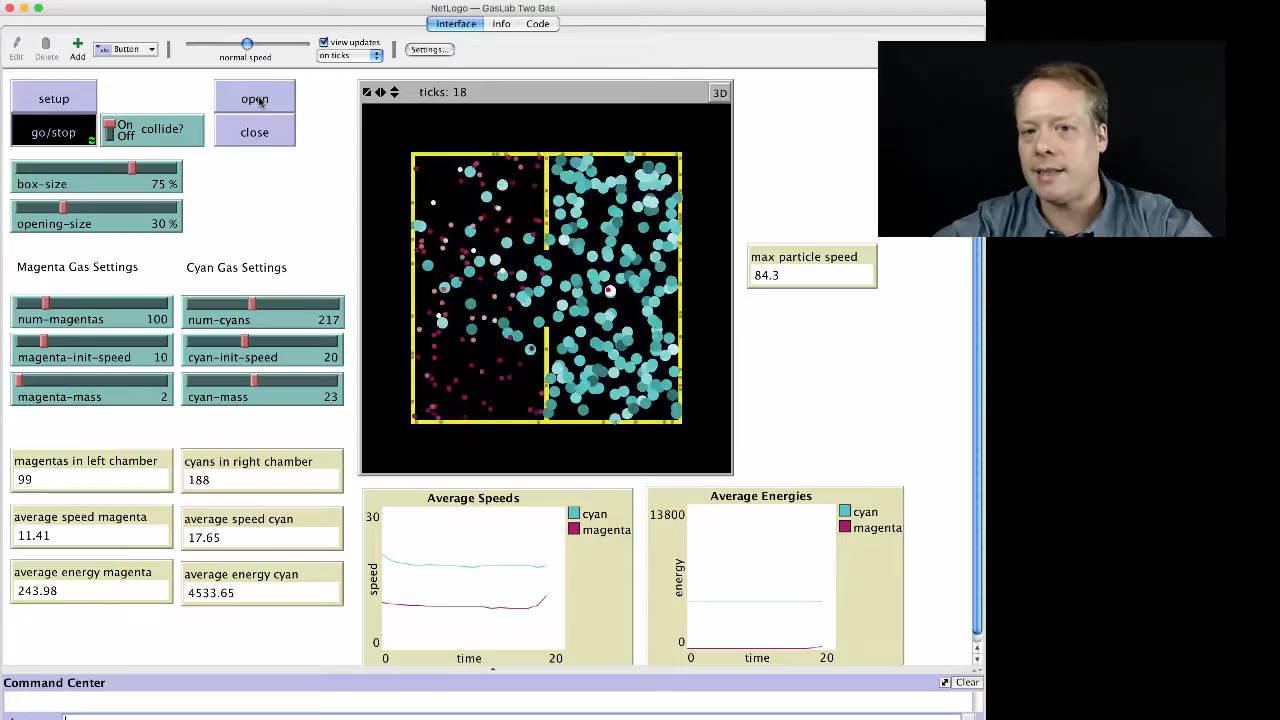 NetLogo — GasLab Two Gas
Interface Info Code
Edit Delete Add abc Button normal speed view updates on ticks Settings...
setup
open
go/stop
On
Off
collide?
close
ticks: 18
3D
box-size 75 %
opening-size 30 %
Magenta Gas Settings
Cyan Gas Settings
num-magentas 100
num-cyans 217
magenta-init-speed 10
cyan-init-speed 20
magenta-mass 2
cyan-mass 23
max particle speed
84.3
magentas in left chamber
99
cyans in right chamber
188
average speed magenta
11.41
average speed cyan
17.65
average energy magenta
243.98
average energy cyan
4533.65
Average Speeds
30
speed
0
0 time 20
cyan
magenta
Average Energies
13800
energy
0
0 time 20
cyan
magenta
Command Center
Clear